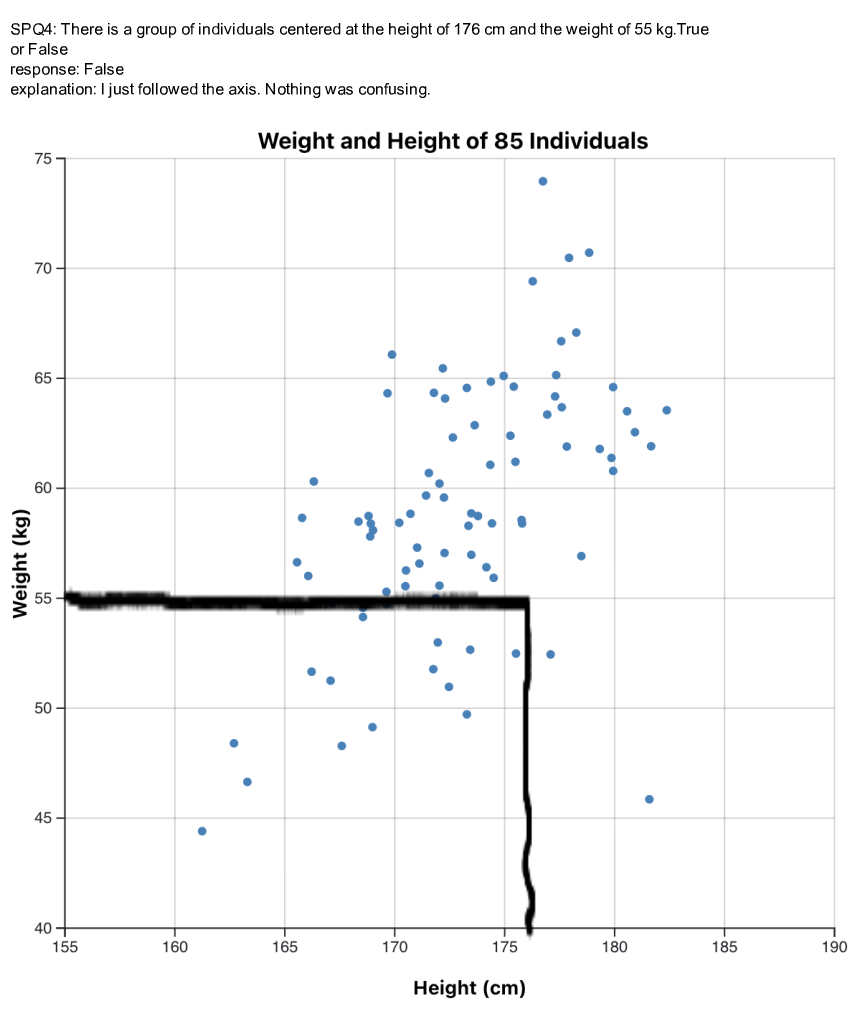 SPQ4: There is a group of individuals centered at the height of 176 cm and the weight of 55 kg.True
or False
response: False
explanation: I just followed the axis. Nothing was confusing.
Weight and Height of 85 Individuals
75
70
65
60
55
50
45
40
Weight (kg)
155 160 165 170 175 180 185 190
Height (cm)